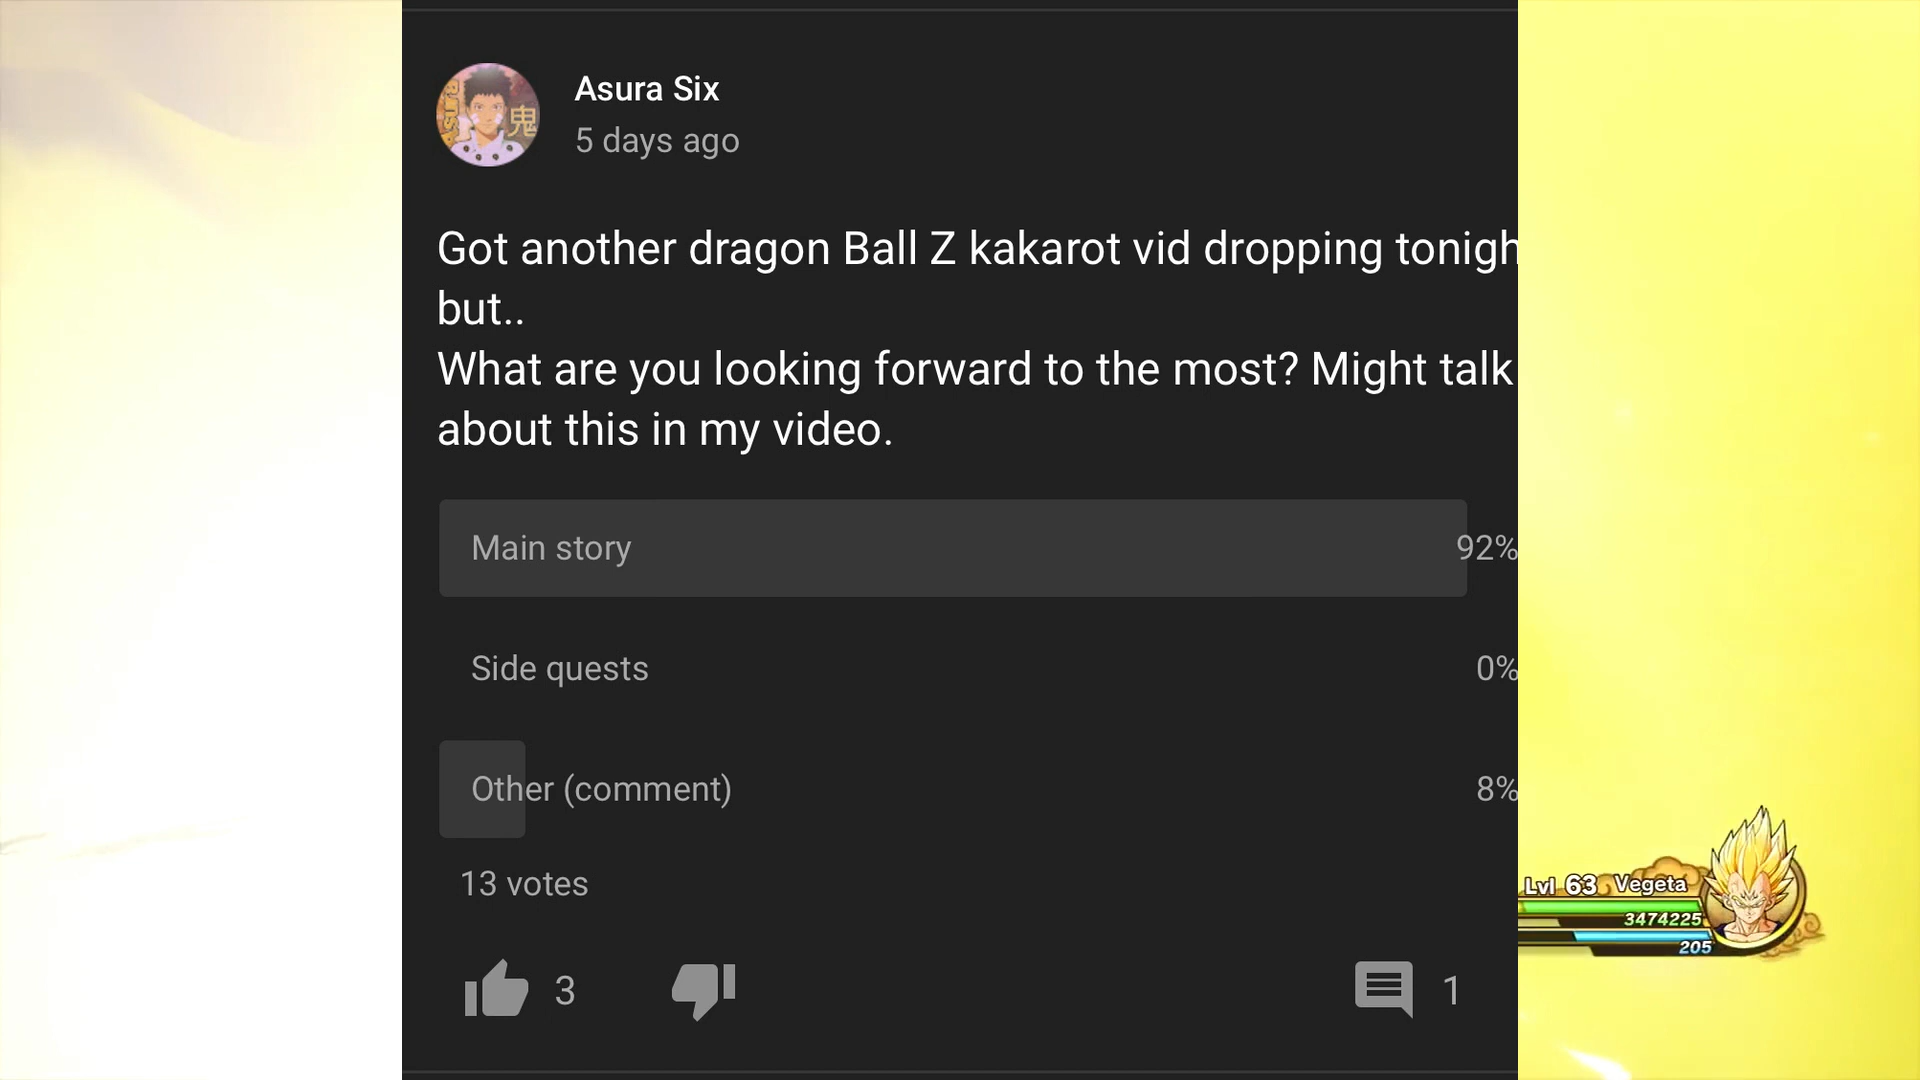 Asura Six
5 days ago
Got another dragon Ball Z kakarot vid dropping tonigh
but..
What are you looking forward to the most? Might talk
about this in my video.
Main story 92%
Side quests 0%
Other (comment) 8%
13 votes
3 1
Lvl 63 Vegeta
3474225
205
鬼
ASURA